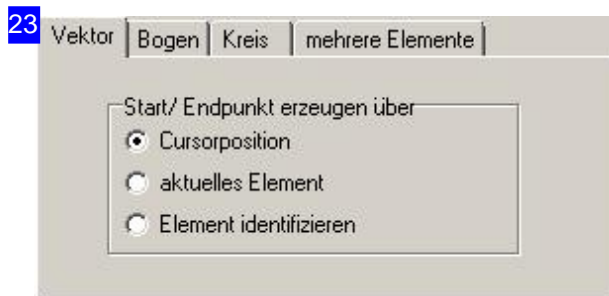 23
Vektor Bogen Kreis mehrere Elemente
Start/ Endpunkt erzeugen über
Cursorposition
aktuelles Element
Element identifizieren